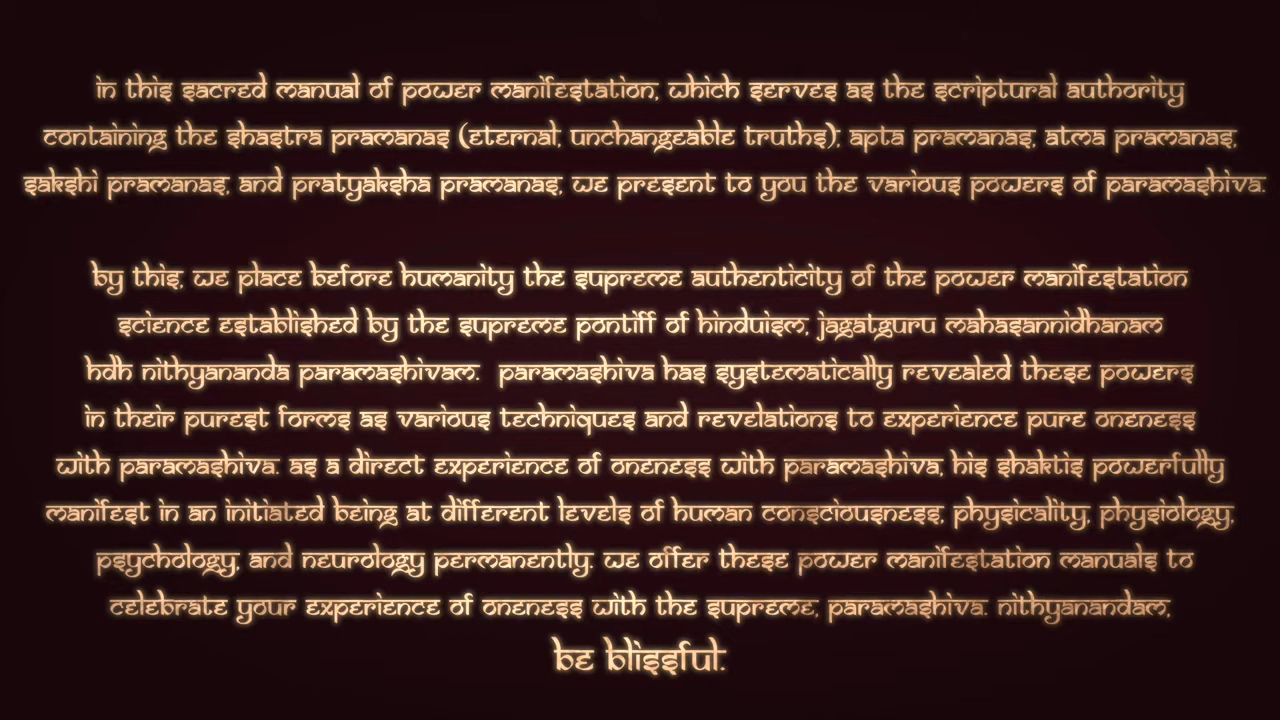 in this sacred manual of power manifestation, which serves as the scriptural authority
containing the shastra pramanas (eternal, unchangeable truths); apta pramanas, atma pramanas,
sakshi pramanas, and pratyaksha pramanas, we present to you the various powers of paramashiva.
by this, we place before humanity the supreme authenticity of the power manifestation
science established by the supreme pontiff of hinduism, jagatguru mahasannidhanam
hdh nithyananda paramashivam. paramashiva has systematically revealed these powers
in their purest forms as various techniques and revelations to experience pure oneness
with paramashiva. as a direct experience of oneness with paramashiva, his shaktis powerfully
manifest in an initiated being at different levels of human consciousness, physicality, physiology,
psychology, and neurology permanently. we offer these power manifestation manuals to
celebrate your experience of oneness with the supreme, paramashiva. nithyanandam,
be blissful.